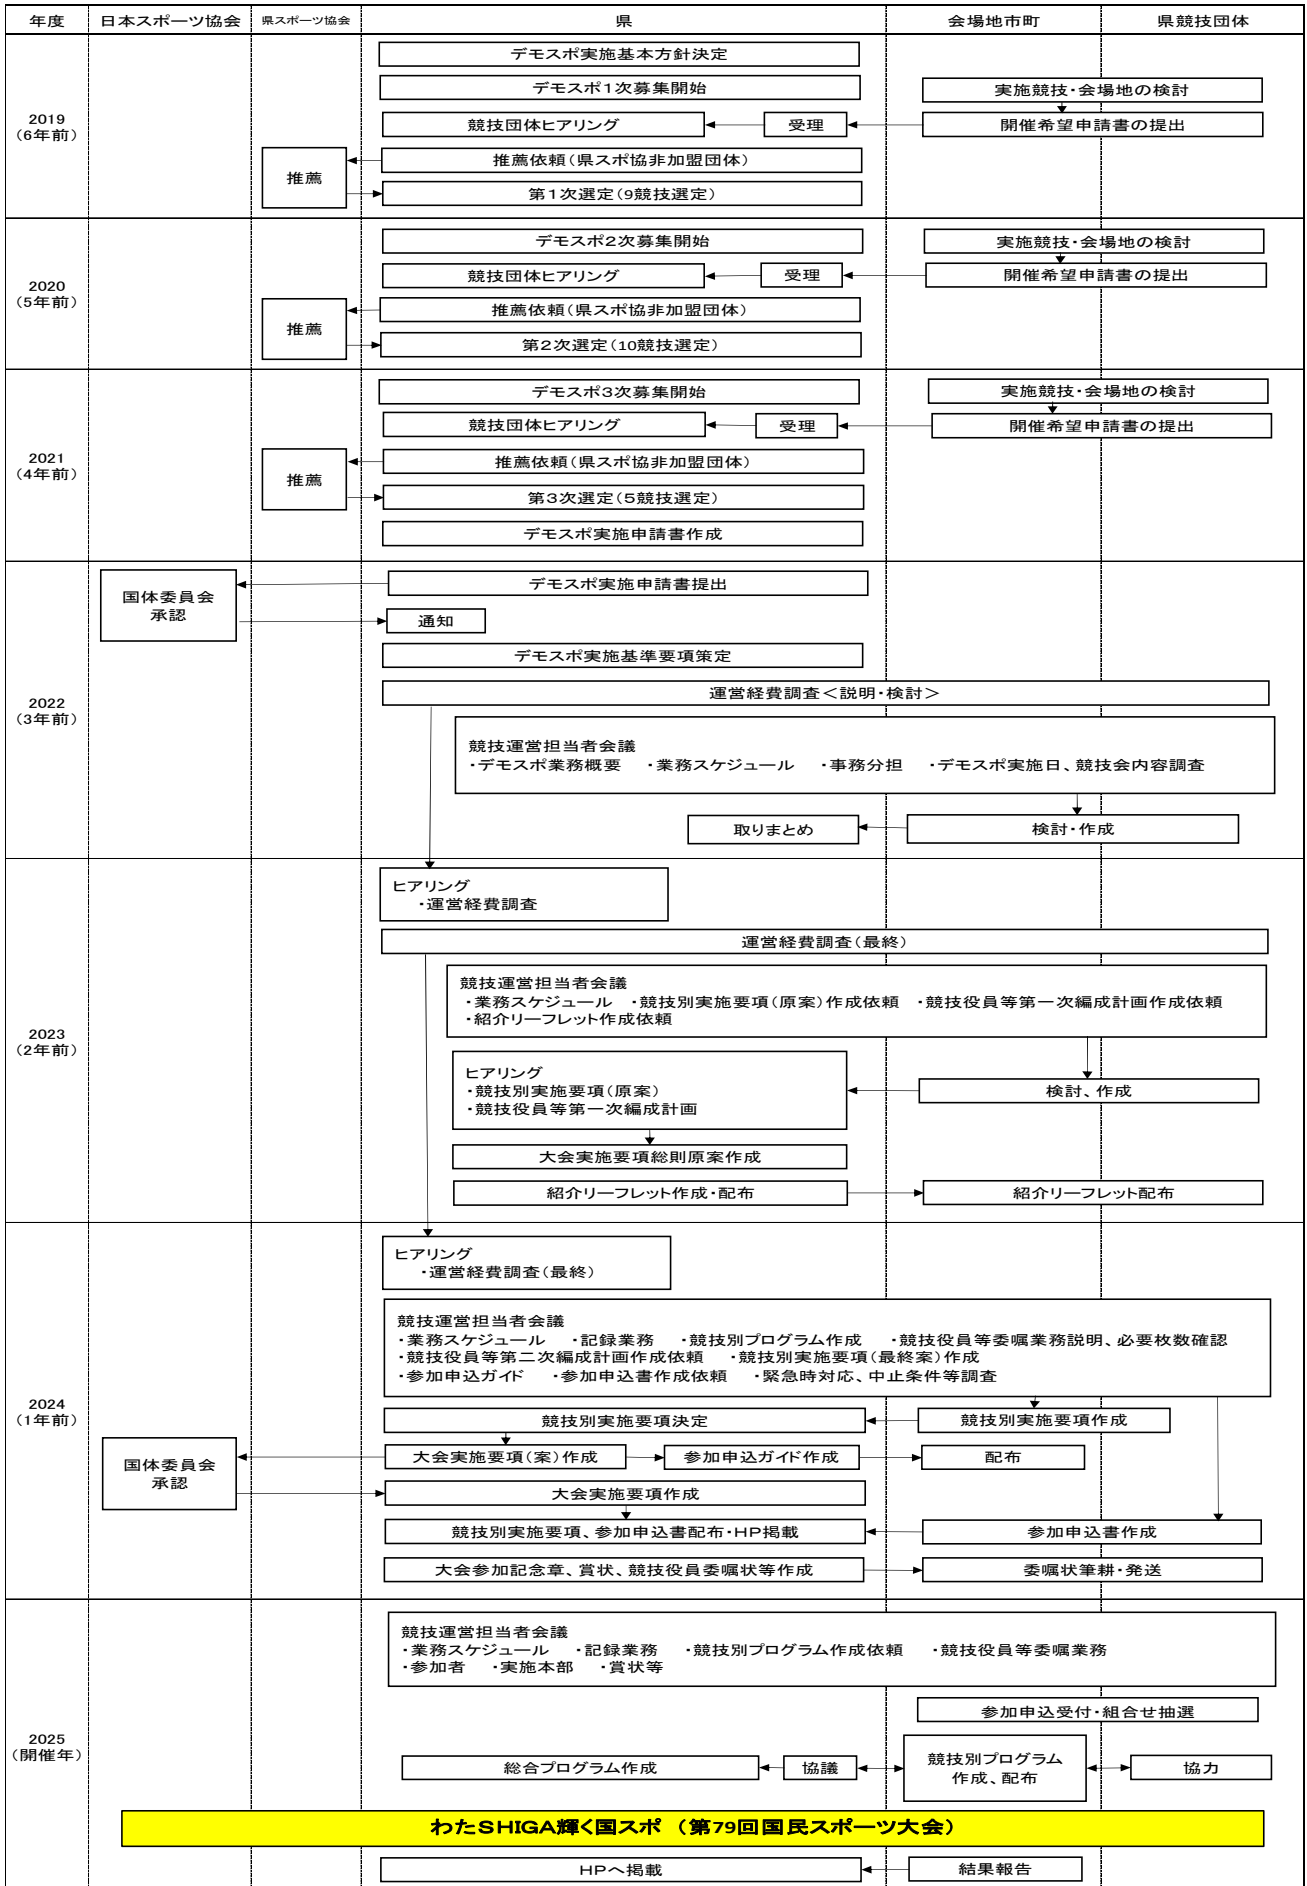 年度
日本スポーツ協会
県スポーツ協会
県
会場地市町
県競技団体
2019
(6年前)
デモスポ実施基本方針決定
デモスポ1次募集開始
実施競技・会場地の検討
競技団体ヒアリング
受理
開催希望申請書の提出
推薦
推薦依頼(県スポ協非加盟団体)
第1次選定(9競技選定)
2020
(5年前)
デモスポ2次募集開始
実施競技・会場地の検討
競技団体ヒアリング
受理
開催希望申請書の提出
推薦
推薦依頼(県スポ協非加盟団体)
第2次選定(10競技選定)
2021
(4年前)
デモスポ3次募集開始
実施競技・会場地の検討
競技団体ヒアリング
受理
開催希望申請書の提出
推薦
推薦依頼(県スポ協非加盟団体)
第3次選定(5競技選定)
デモスポ実施申請書作成
2022
(3年前)
国体委員会
承認
デモスポ実施申請書提出
通知
デモスポ実施基準要項策定
運営経費調査<説明・検討>
競技運営担当者会議
・デモスポ業務概要 ・業務スケジュール ・事務分担 ・デモスポ実施日、競技会内容調査
取りまとめ
検討・作成
2023
(2年前)
ヒアリング
・運営経費調査
運営経費調査(最終)
競技運営担当者会議
・業務スケジュール ・競技別実施要項(原案)作成依頼 ・競技役員等第一次編成計画作成依頼
・紹介リーフレット作成依頼
ヒアリング
・競技別実施要項(原案)
・競技役員等第一次編成計画
検討、作成
大会実施要項総則原案作成
紹介リーフレット作成・配布
紹介リーフレット配布
2024
(1年前)
ヒアリング
・運営経費調査(最終)
競技運営担当者会議
・業務スケジュール ・記録業務 ・競技別プログラム作成 ・競技役員等委嘱業務説明、必要枚数確認
・競技役員等第二次編成計画作成依頼 ・競技別実施要項(最終案)作成
・参加申込ガイド ・参加申込書作成依頼 ・緊急時対応、中止条件等調査
競技別実施要項決定
競技別実施要項作成
国体委員会
承認
大会実施要項(案)作成
参加申込ガイド作成
配布
大会実施要項作成
競技別実施要項、参加申込書配布・HP掲載
参加申込書作成
大会参加記念章、賞状、競技役員委嘱状等作成
委嘱状筆耕・発送
2025
(開催年)
競技運営担当者会議
・業務スケジュール ・記録業務 ・競技別プログラム作成依頼 ・競技役員等委嘱業務
・参加者 ・実施本部 ・賞状等
参加申込受付・組合せ抽選
総合プログラム作成
協議
競技別プログラム
作成、配布
協力
わたSHIGA輝く国スポ (第79回国民スポーツ大会)
HPへ掲載
結果報告